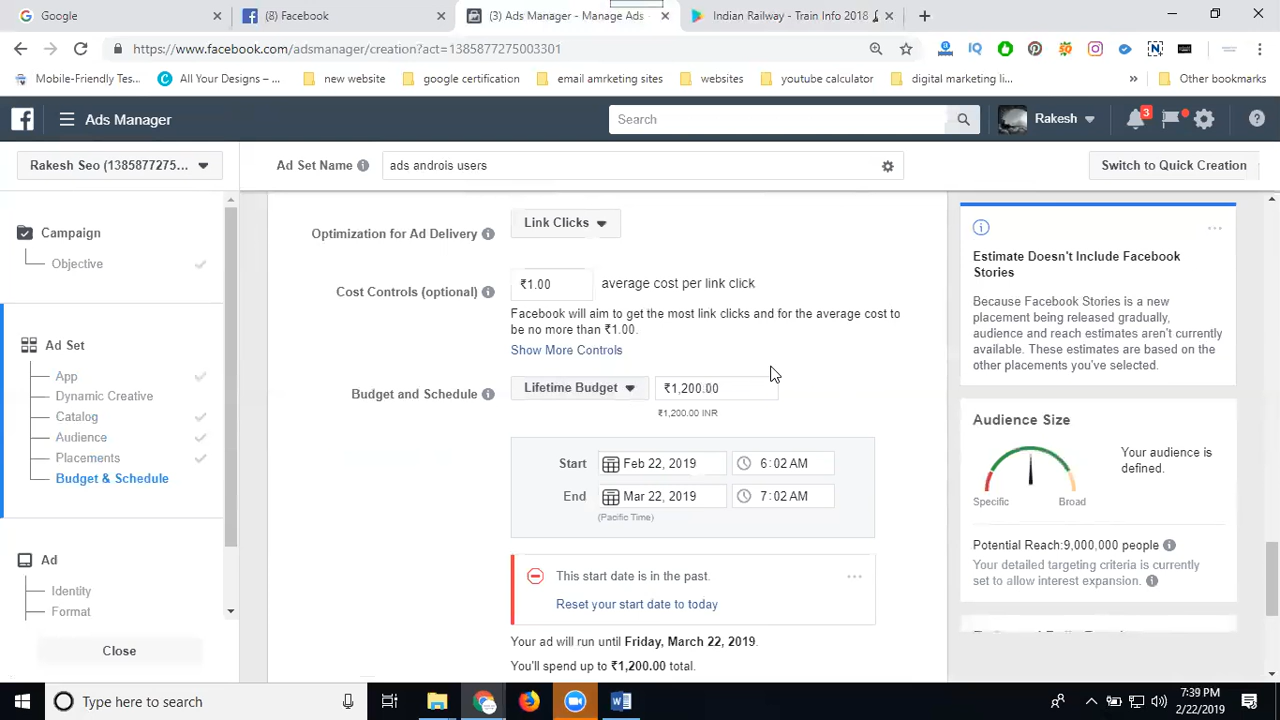 Google
(8) Facebook
(3) Ads Manager - Manage Ads
Indian Railway - Train Info 2018
https://www.facebook.com/adsmanager/creation?act=1385877275003301
Mobile-Friendly Tes...
All Your Designs – ...
new website
google certification
email amrketing sites
websites
youtube calculator
digital marketing li...
Other bookmarks
Ads Manager
Search
Rakesh
3
Rakesh Seo (1385877275...
Ad Set Name
ads androis users
Switch to Quick Creation
Campaign
Objective
Ad Set
App
Dynamic Creative
Catalog
Audience
Placements
Budget & Schedule
Ad
Identity
Format
Close
Optimization for Ad Delivery
Link Clicks
Cost Controls (optional)
₹1.00
average cost per link click
Facebook will aim to get the most link clicks and for the average cost to
be no more than ₹1.00.
Show More Controls
Budget and Schedule
Lifetime Budget
₹1,200.00
₹1,200.00 INR
Start
Feb 22, 2019
6:02 AM
End
Mar 22, 2019
7:02 AM
(Pacific Time)
This start date is in the past.
Reset your start date to today
Your ad will run until Friday, March 22, 2019.
You'll spend up to ₹1,200.00 total.
Estimate Doesn't Include Facebook
Stories
Because Facebook Stories is a new
placement being released gradually,
audience and reach estimates aren't currently
available. These estimates are based on the
other placements you've selected.
Audience Size
Your audience is
defined.
Specific
Broad
Potential Reach:9,000,000 people
Your detailed targeting criteria is currently
set to allow interest expansion.
Type here to search
7:39 PM
2/22/2019